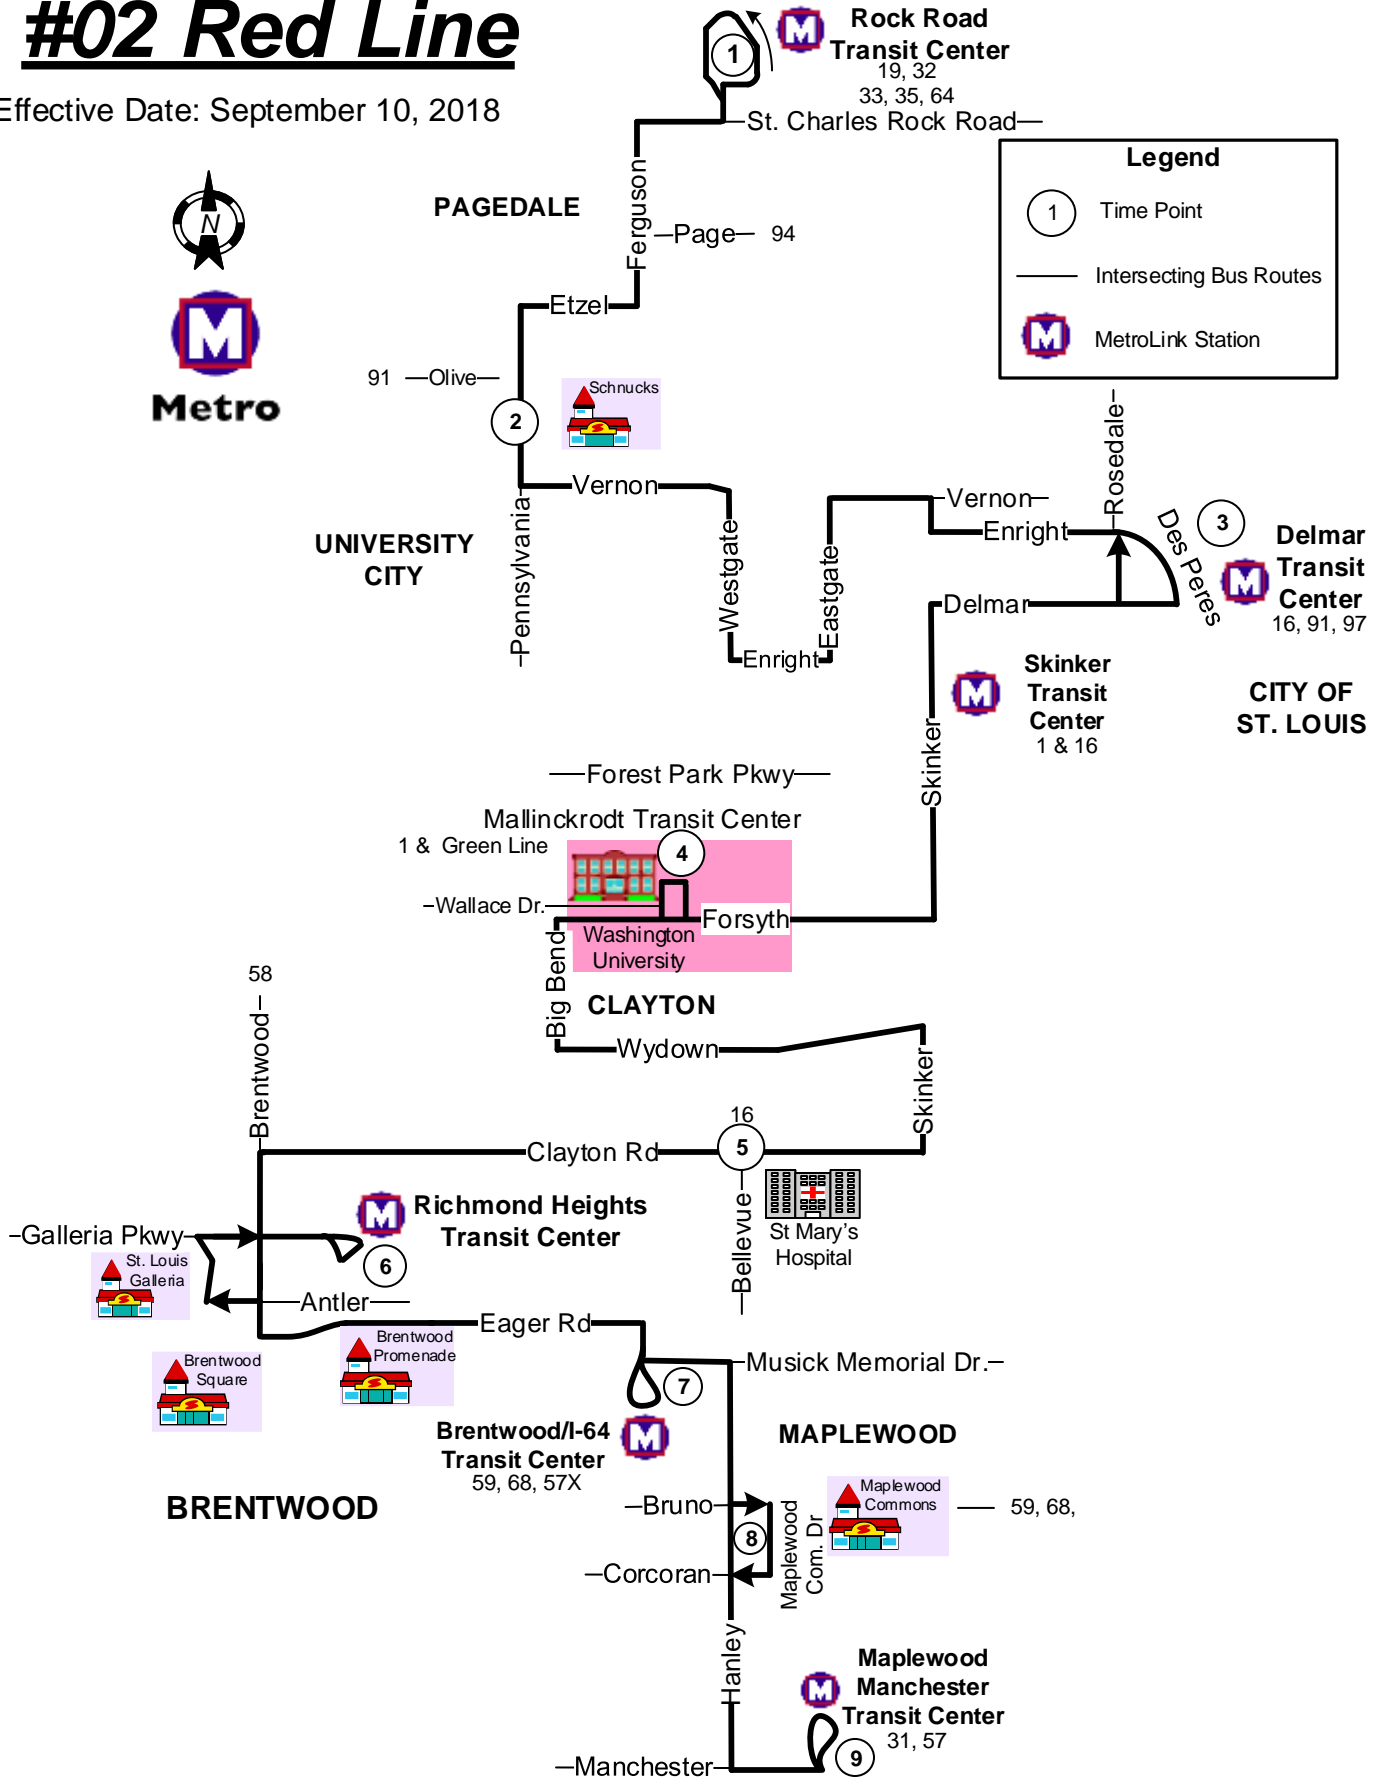 #02 Red Line
Effective Date: September 10, 2018
N
Metro
1
Rock Road
Transit Center
19, 32
33, 35, 64
St. Charles Rock Road
Legend
1 Time Point
Intersecting Bus Routes
MetroLink Station
PAGEDALE
Ferguson
Page 94
Etzel
91 Olive
2
Schnucks
Vernon
UNIVERSITY
CITY
Pennsylvania
Westgate
Enright
Eastgate
Vernon
Enright
Rosedale
Des Peres
3
Delmar
Transit
Center
16, 91, 97
Delmar
Skinker
Transit
Center
1 & 16
CITY OF
ST. LOUIS
Skinker
Forest Park Pkwy
Mallinckrodt Transit Center
1 & Green Line
4
Wallace Dr.
Forsyth
Washington
University
Big Bend
CLAYTON
Wydown
Skinker
58
Brentwood
16
Clayton Rd
5
Bellevue
St Mary's
Hospital
Richmond Heights
Transit Center
Galleria Pkwy
6
St. Louis
Galleria
Antler
Eager Rd
Brentwood
Promenade
Brentwood
Square
Musick Memorial Dr.
7
Brentwood/I-64
Transit Center
59, 68, 57X
MAPLEWOOD
BRENTWOOD
Bruno
8
Maplewood
Com. Dr
Maplewood
Commons
59, 68,
Corcoran
Hanley
Maplewood
Manchester
Transit Center
31, 57
9
Manchester